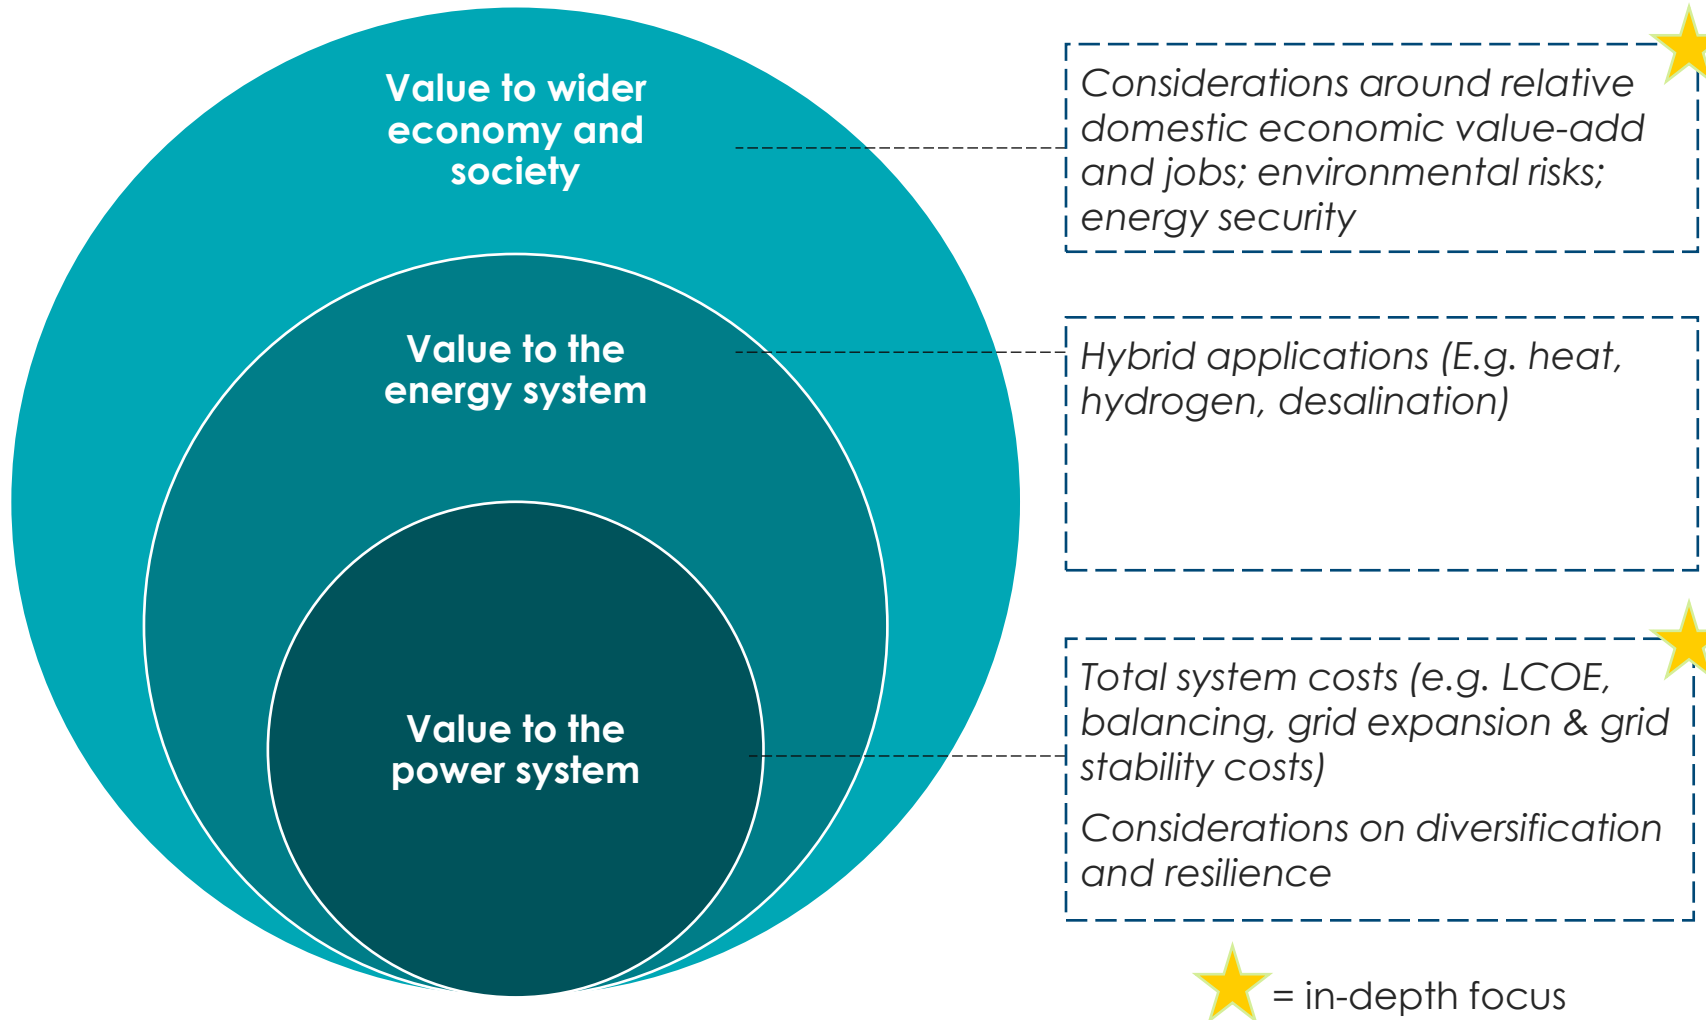 Value to wider
economy and
society
Considerations around relative
domestic economic value-add
and jobs; environmental risks;
energy security
Value to the
energy system
Hybrid applications (E.g. heat,
hydrogen, desalination)
Value to the
power system
Total system costs (e.g. LCOE,
balancing, grid expansion & grid
stability costs)
Considerations on diversification
and resilience
= in-depth focus